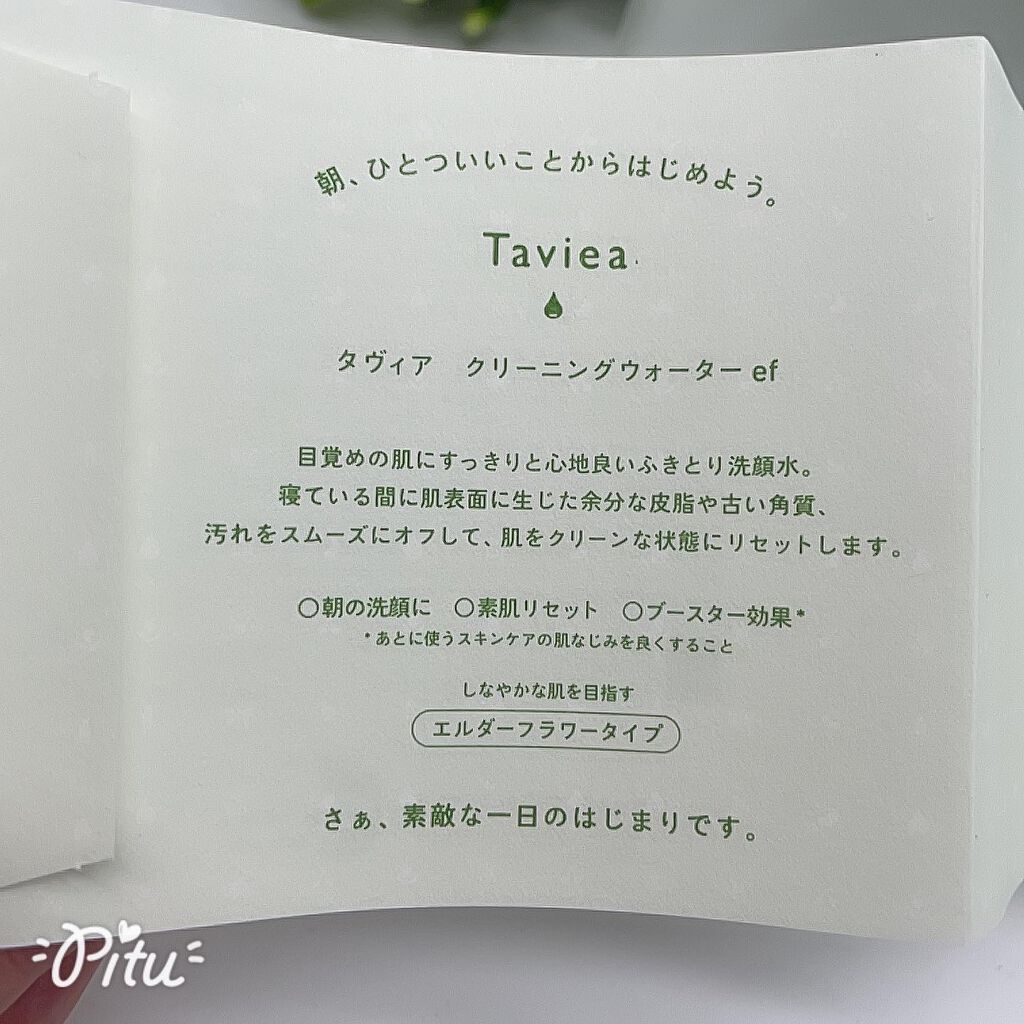 朝、ひとついいことからはじめよう。
Taviea.
タヴィア　クリーニングウォーター ef
目覚めの肌にすっきりと心地良いふきとり洗顔水。
寝ている間に肌表面に生じた余分な皮脂や古い角質、
汚れをスムーズにオフして、肌をクリーンな状態にリセットします。
〇朝の洗顔に　〇素肌リセット　〇ブースター効果*
*あとに使うスキンケアの肌なじみを良くすること
しなやかな肌を目指す
エルダーフラワータイプ
さぁ、素敵な一日のはじまりです。
Pitu